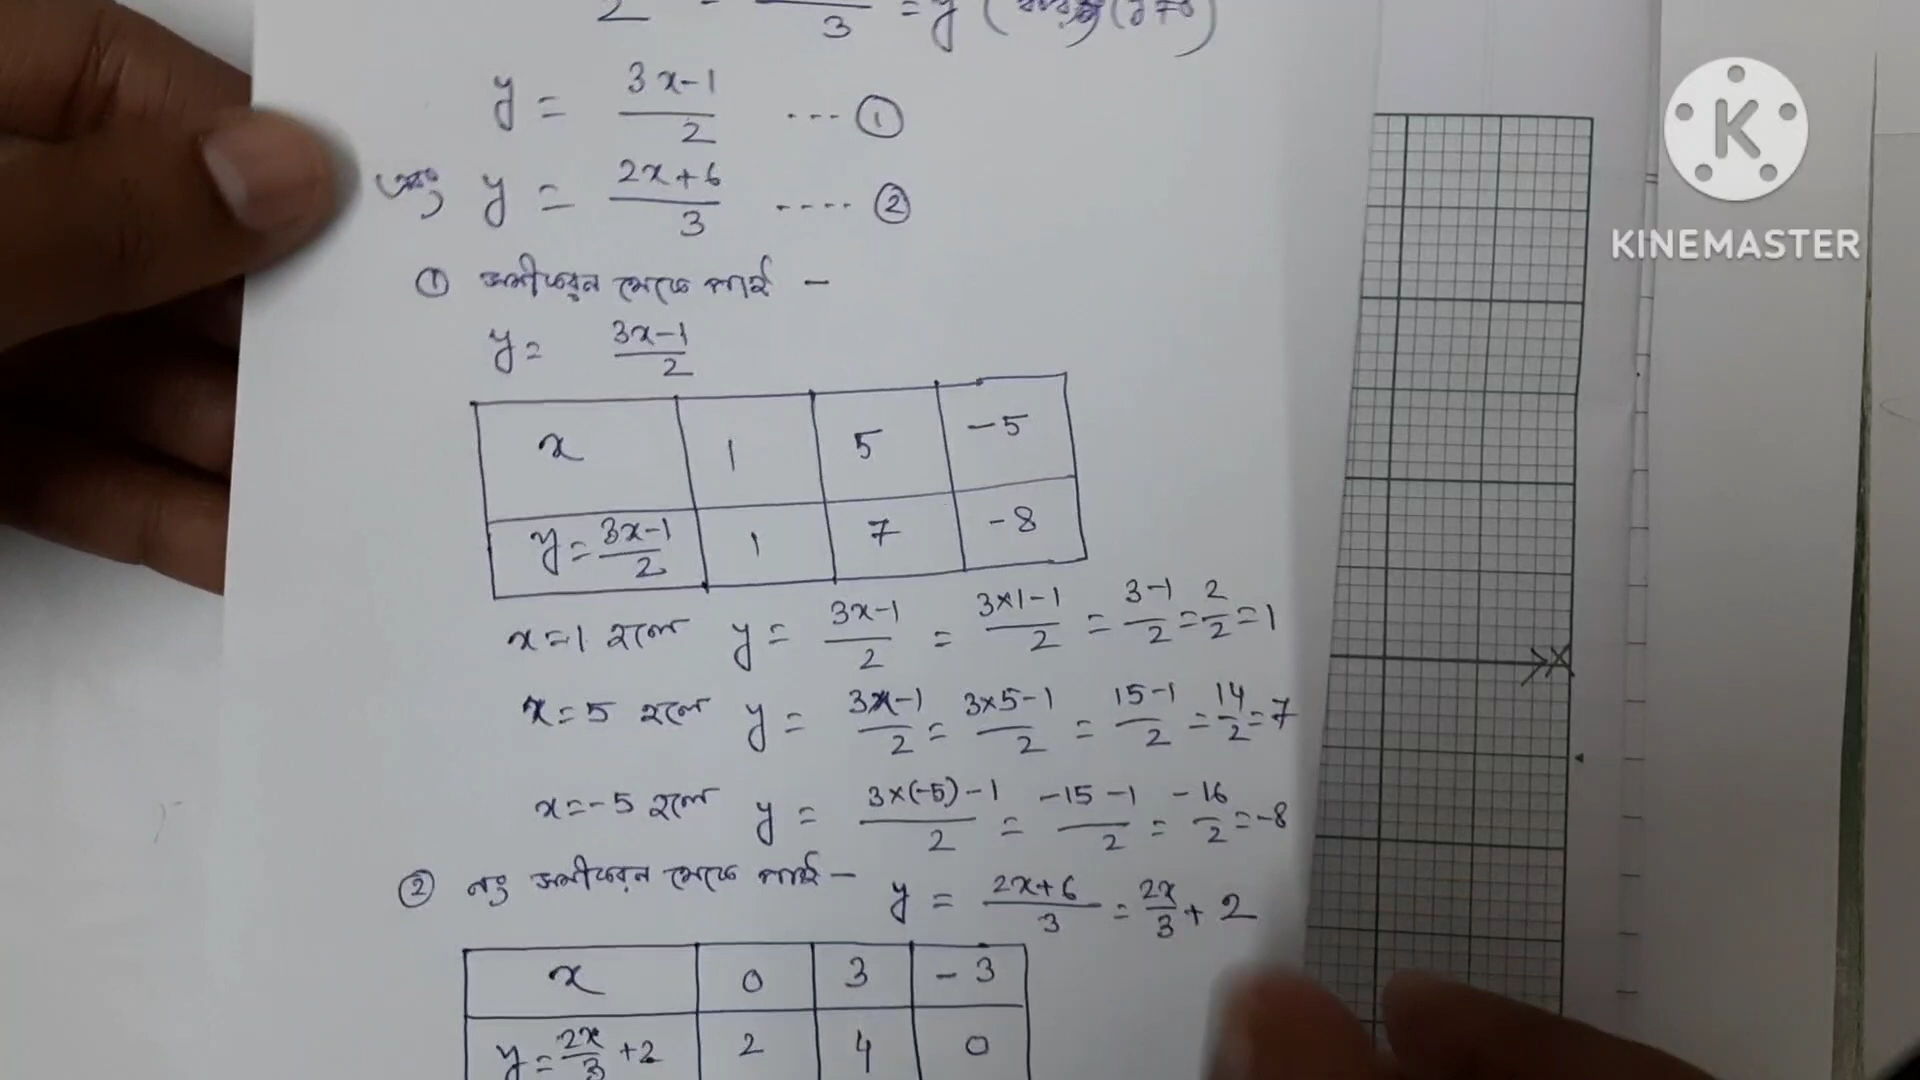 2 - 3 = y
y = (3x-1)/2 ---- ①
y = (2x+6)/3 ---- ②
K
KINEMASTER
① সমীকরন থেকে পাই -
y = (3x-1)/2
x 1 5 -5
y = (3x-1)/2 1 7 -8
x=1 হলে y = (3x-1)/2 = (3×1-1)/2 = (3-1)/2 = 2/2 = 1
x=5 হলে y = (3x-1)/2 = (3×5-1)/2 = (15-1)/2 = 14/2 = 7
x=-5 হলে y = (3×(-5)-1)/2 = (-15-1)/2 = -16/2 = -8
② নং সমীকরন থেকে পাই - y = (2x+6)/3 = 2x/3 + 2
x 0 3 -3
y = 2x/3 + 2 2 4 0
X